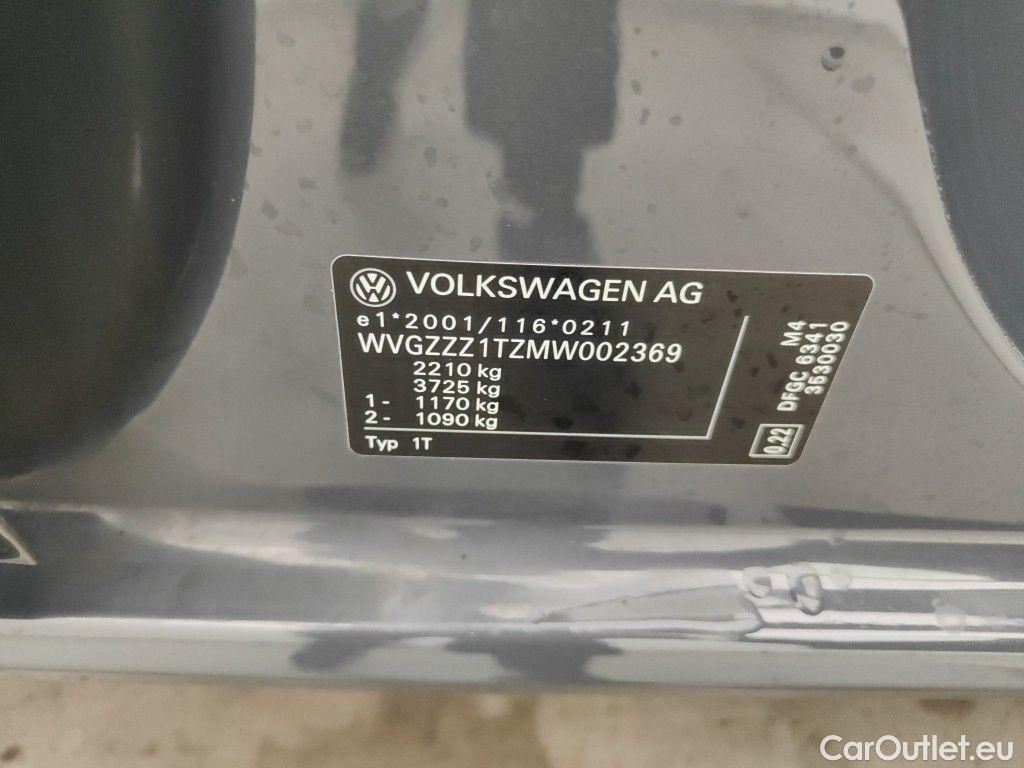 VOLKSWAGEN AG
e1*2001/116*0211
WVGZZZ1TZMW002369
2210 kg
3725 kg
1- 1170 kg
2- 1090 kg
Typ 1T
M4
DFGC 6341
3530030
0.22
CarOutlet.eu